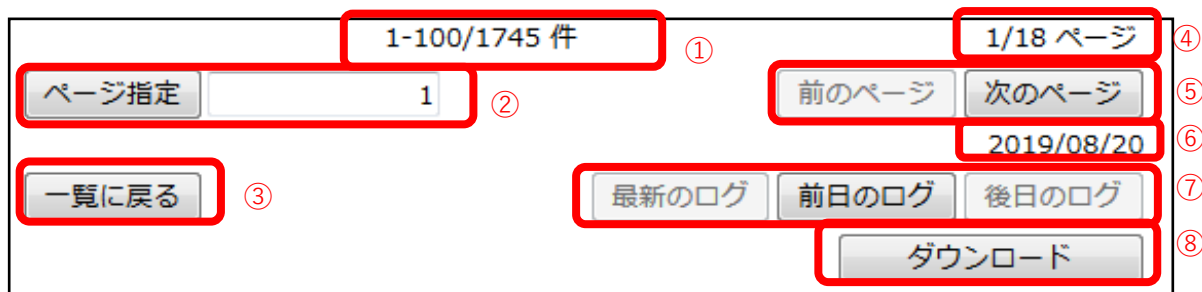 1-100/1745 件 ① 1/18 ページ ④
ページ指定 1 ② 前のページ 次のページ ⑤
2019/08/20 ⑥
一覧に戻る ③ 最新のログ 前日のログ 後日のログ ⑦
ダウンロード ⑧